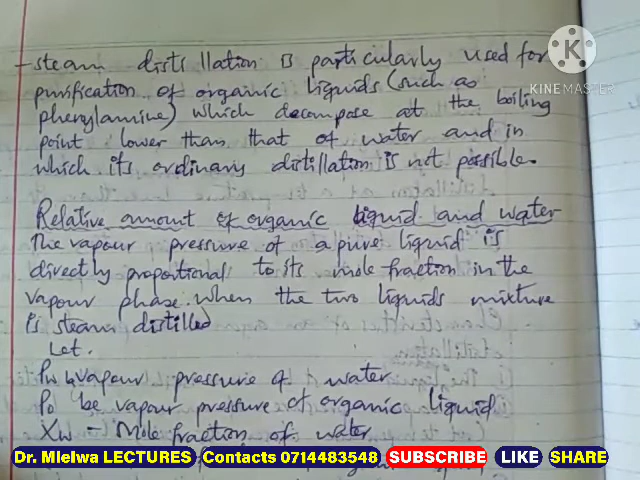 - steam distillation is particularly used for
purification of organic liquids (such as
phenylamine) which decompose at the boiling
point lower than that of water and in
which its ordinary distillation is not possible.
Relative amount of organic liquid and water
The vapour pressure of a pure liquid is
directly proportional to its mole fraction in the
vapour phase. When the two liquids mixture
is steam distilled
Let.
Pw vapour pressure of water
Po be vapour pressure of organic liquid
Xw - Mole fraction of water
KINEMASTER
Dr. Mlelwa LECTURES Contacts 0714483548 SUBSCRIBE LIKE SHARE